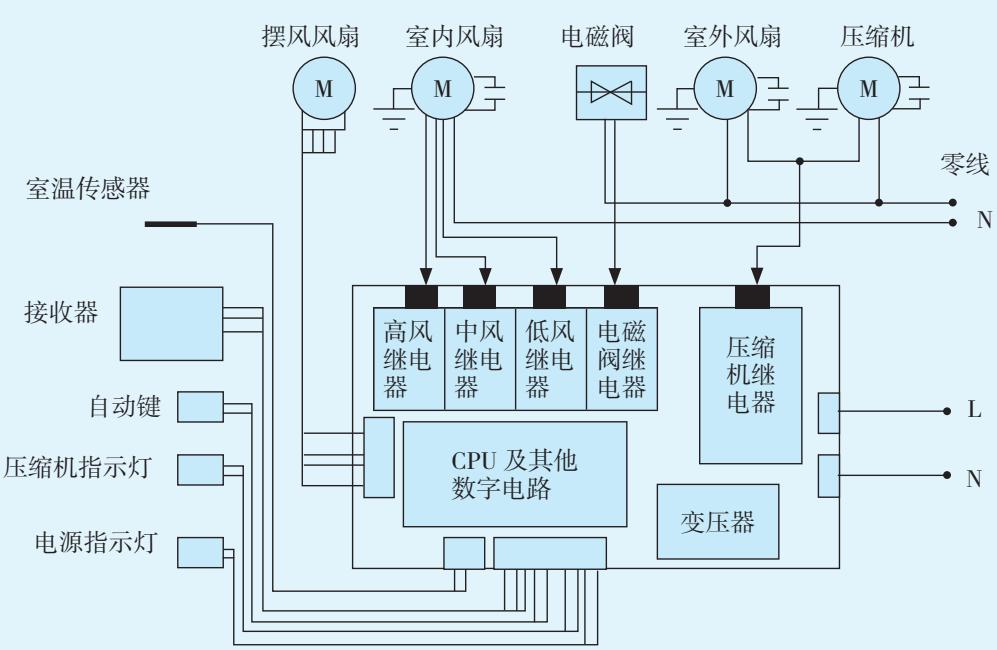 摆风风扇
室内风扇
电磁阀
室外风扇
压缩机
M
M
M
M
零线
N
室温传感器
接收器
自动键
压缩机指示灯
电源指示灯
高风
继电
器
中风
继电
器
低风
继电
器
电磁
阀继
电器
压缩
机继
电器
L
N
CPU 及其他
数字电路
变压器